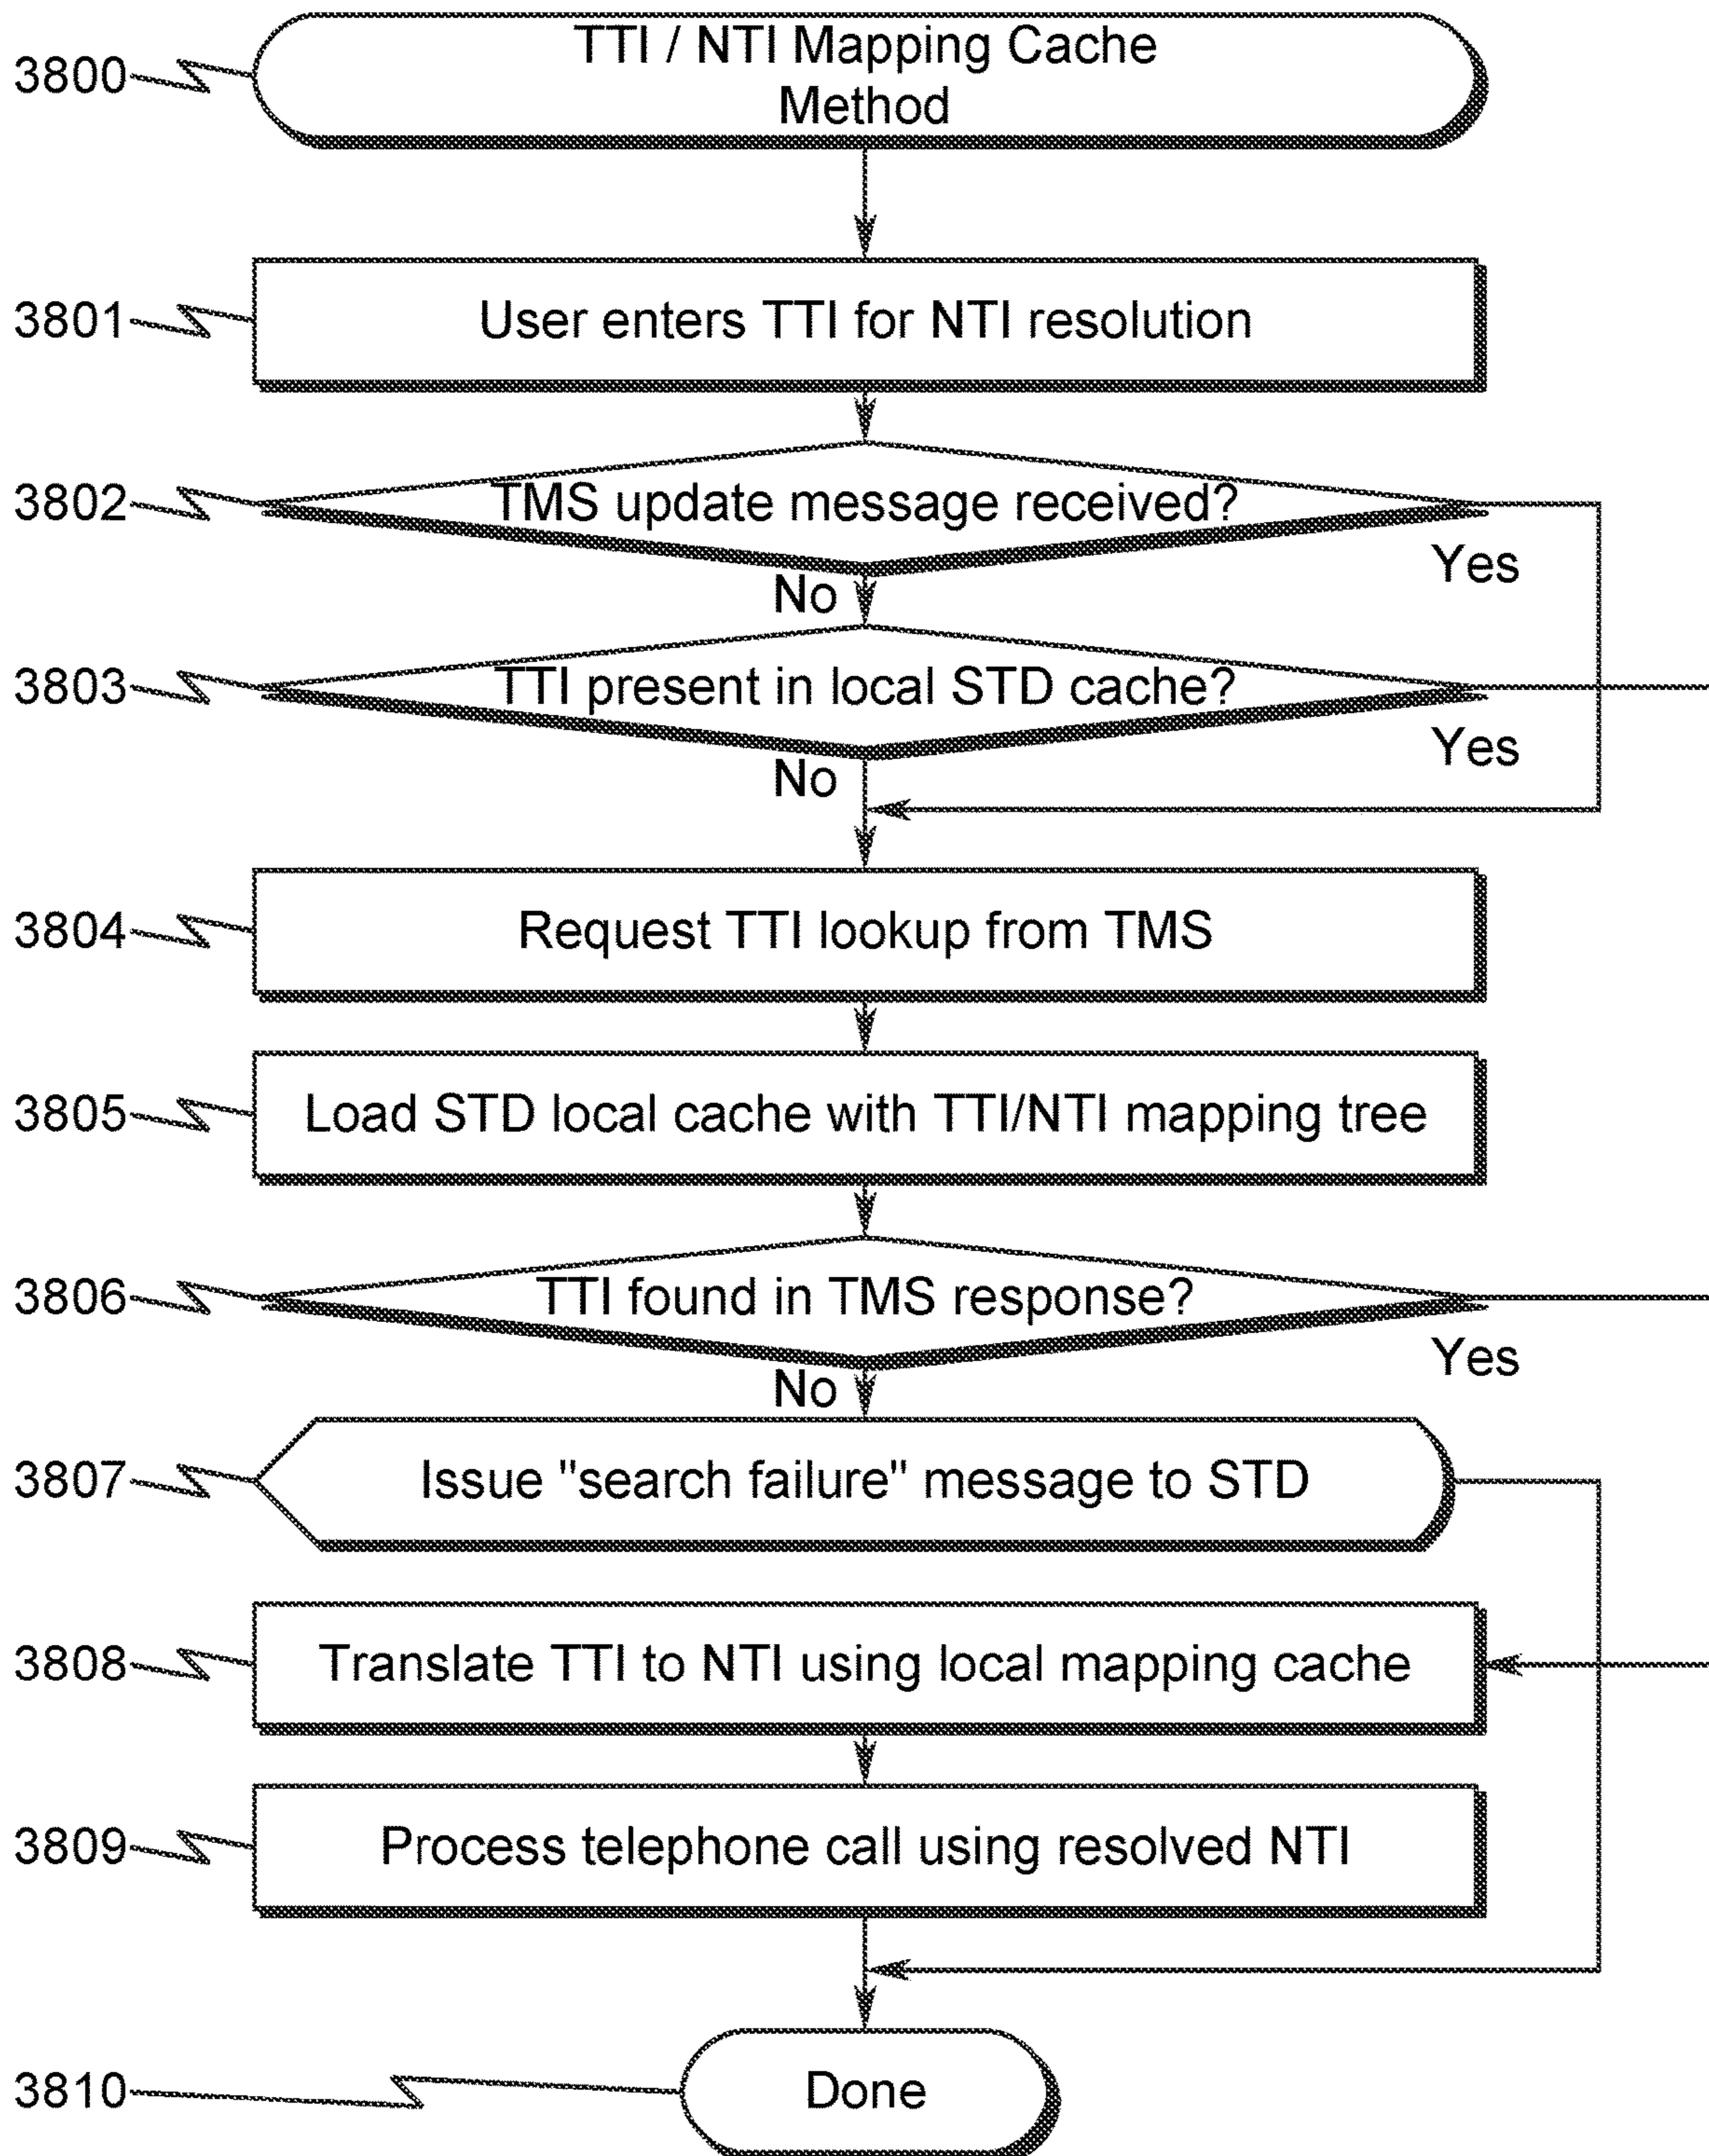 TTI / NTI Mapping Cache
3800
Method
3801
User enters TTI for NTI resolution
3802
TMS update message received?
Yes
No
3803
TTI present in local STD cache?
Yes
No
3804
Request TTI lookup from TMS
3805
Load STD local cache with TTI/NTI mapping tree
3806
TTI found in TMS response?
Yes
No
3807
Issue "search failure" message to STD
3808
Translate TTI to NTI using local mapping cache
3809
Process telephone call using resolved NTI
3810
Done